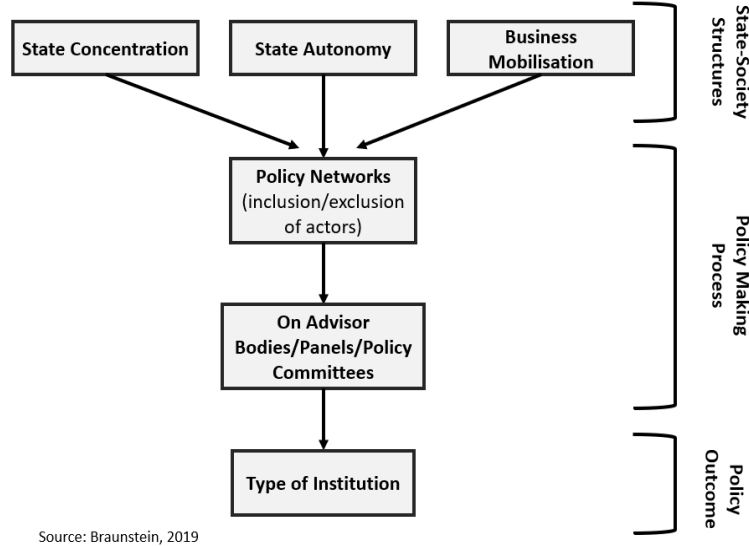 State Concentration
State Autonomy
Business
Mobilisation
State-Society
Structures
Policy Networks
(inclusion/exclusion
of actors)
On Advisor
Bodies/Panels/Policy
Committees
Policy Making
Process
Type of Institution
Policy
Outcome
Source: Braunstein, 2019